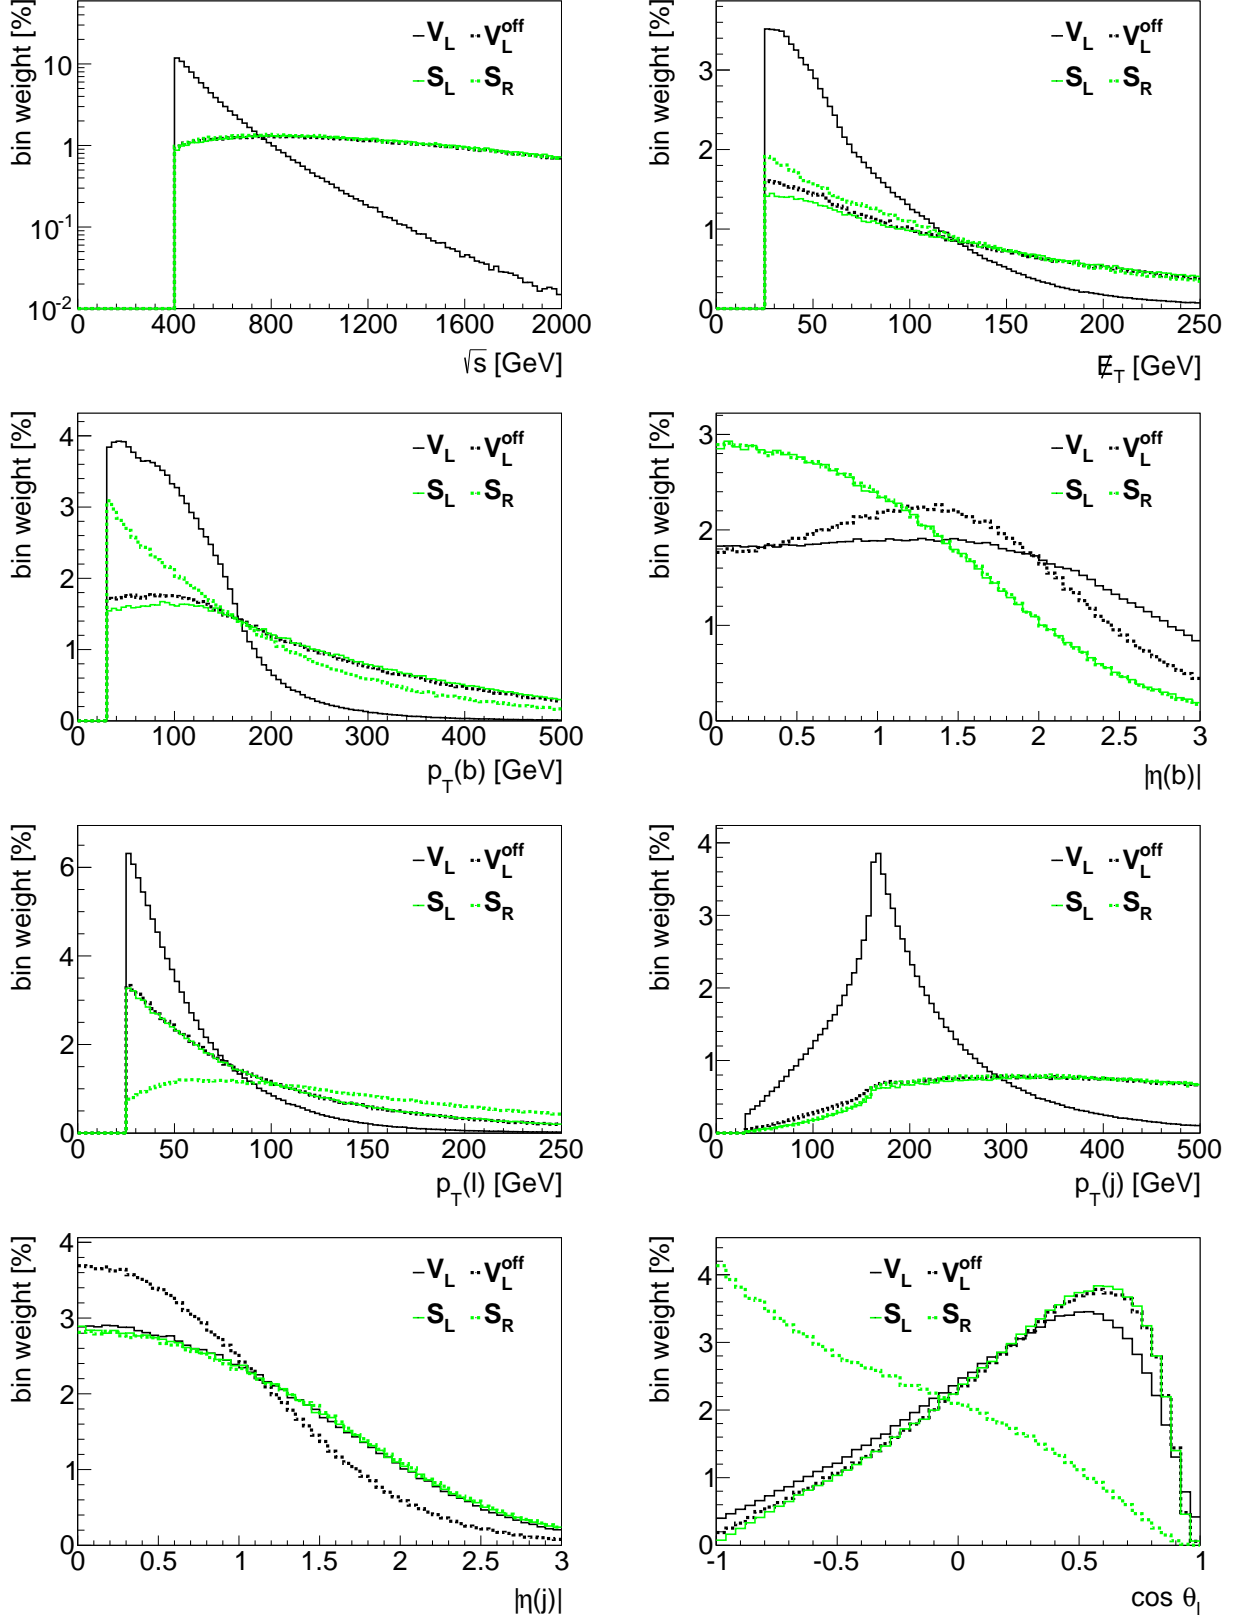 bin weight [%]
V_L V_L^off
S_L S_R
10
1
10^-1
10^-2
0 400 800 1200 1600 2000
√s [GeV]
bin weight [%]
V_L V_L^off
S_L S_R
3
2
1
0
0 50 100 150 200 250
E̸_T [GeV]
bin weight [%]
V_L V_L^off
S_L S_R
4
3
2
1
0
0 100 200 300 400 500
p_T(b) [GeV]
bin weight [%]
V_L V_L^off
S_L S_R
3
2
1
0
0 0.5 1 1.5 2 2.5 3
|η(b)|
bin weight [%]
V_L V_L^off
S_L S_R
6
4
2
0
0 50 100 150 200 250
p_T(l) [GeV]
bin weight [%]
V_L V_L^off
S_L S_R
4
3
2
1
0
0 100 200 300 400 500
p_T(j) [GeV]
bin weight [%]
V_L V_L^off
S_L S_R
4
3
2
1
0
0 0.5 1 1.5 2 2.5 3
|η(j)|
bin weight [%]
V_L V_L^off
S_L S_R
4
3
2
1
0
-1 -0.5 0 0.5 1
cos θ_l